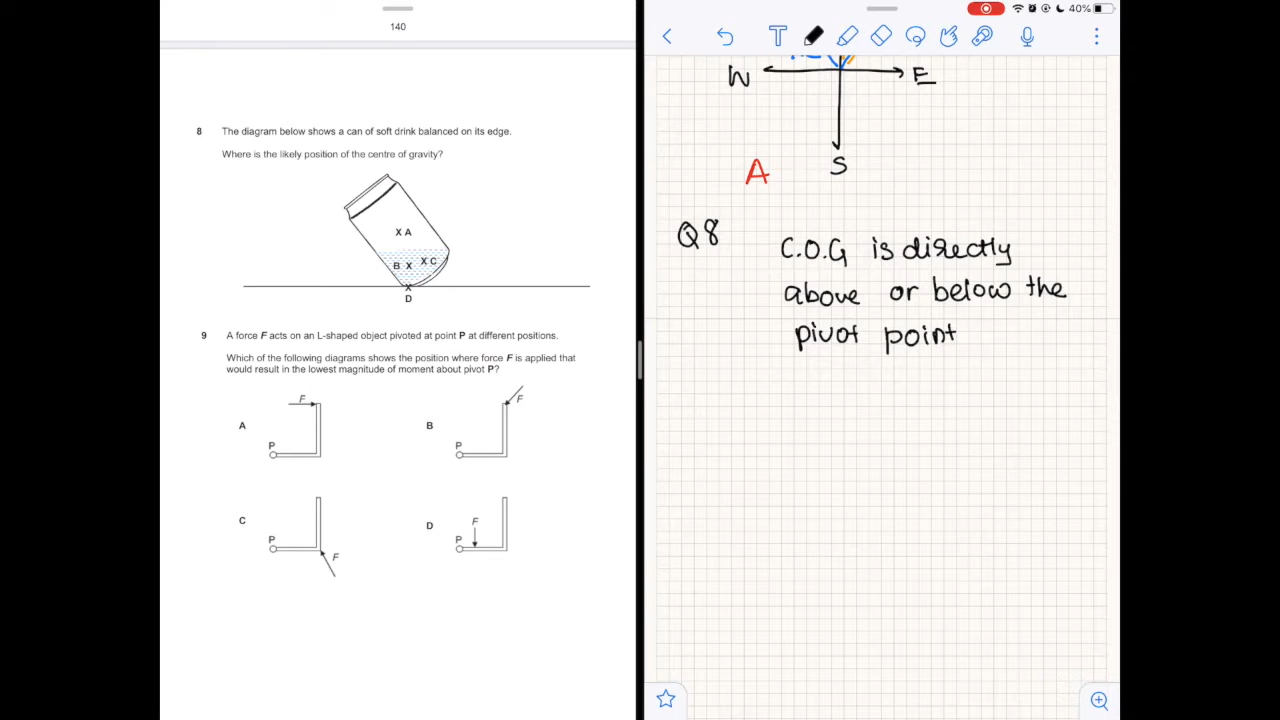 140
8 The diagram below shows a can of soft drink balanced on its edge.
Where is the likely position of the centre of gravity?
X A
B X
X C
X
D
9 A force F acts on an L-shaped object pivoted at point P at different positions.
Which of the following diagrams shows the position where force F is applied that
would result in the lowest magnitude of moment about pivot P?
A
F
P
B
F
P
C
P
F
D
F
P
40%
T
W
E
S
A
Q8
C.O.G is directly
above or below the
pivot point